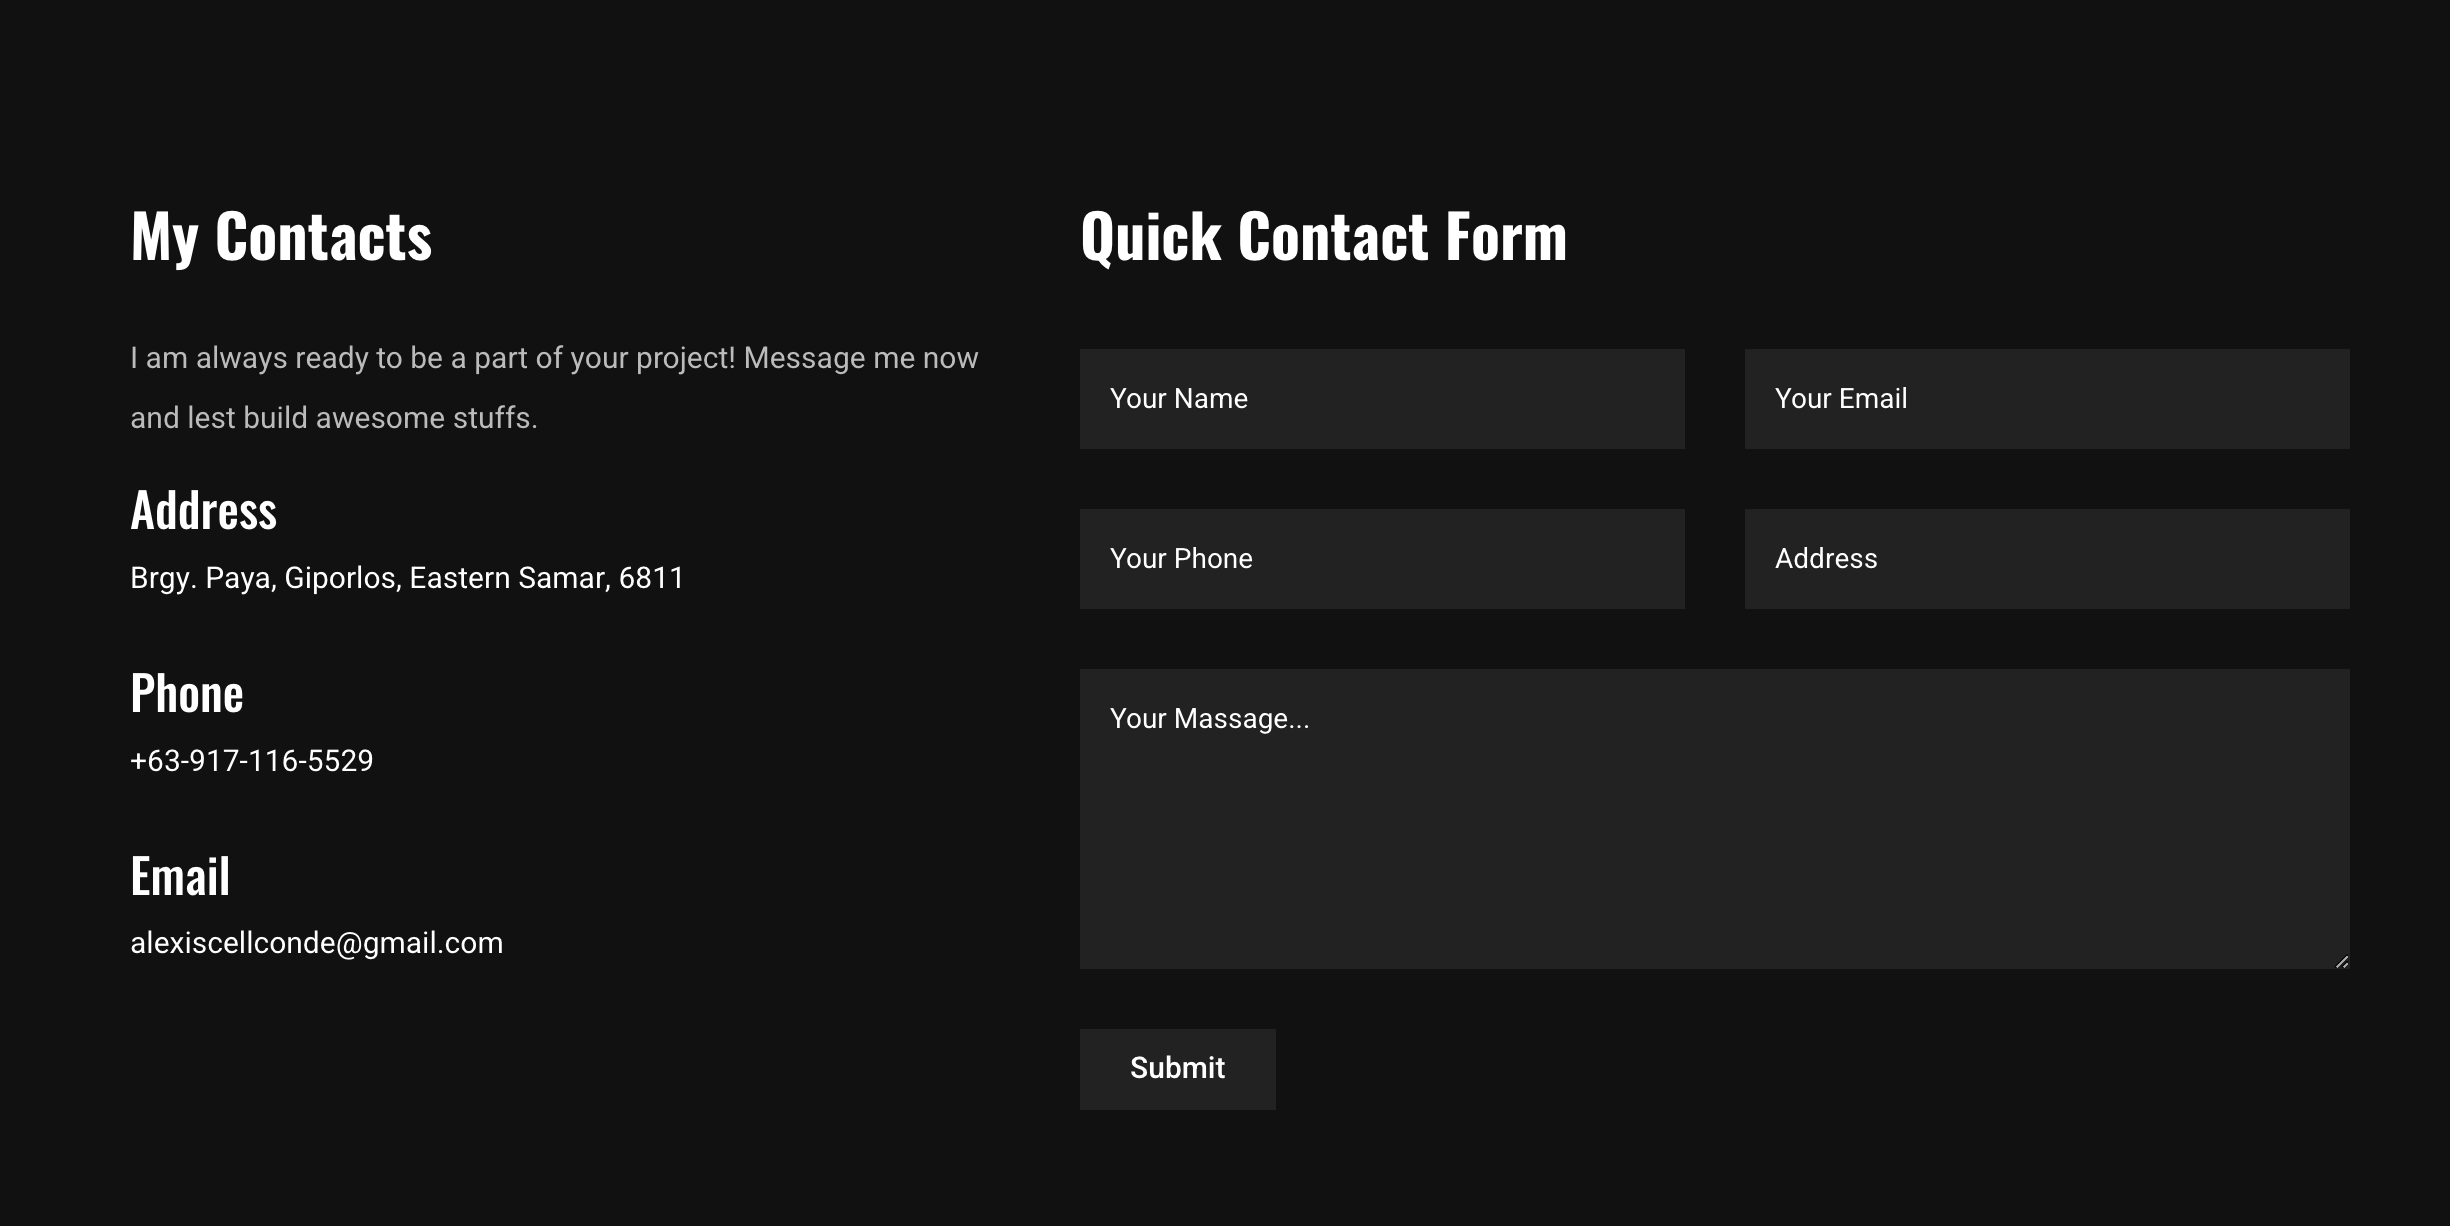 My Contacts
I am always ready to be a part of your project! Message me now
and lest build awesome stuffs.
Address
Brgy. Paya, Giporlos, Eastern Samar, 6811
Phone
+63-917-116-5529
Email
alexiscellconde@gmail.com
Quick Contact Form
Your Name
Your Email
Your Phone
Address
Your Massage...
Submit